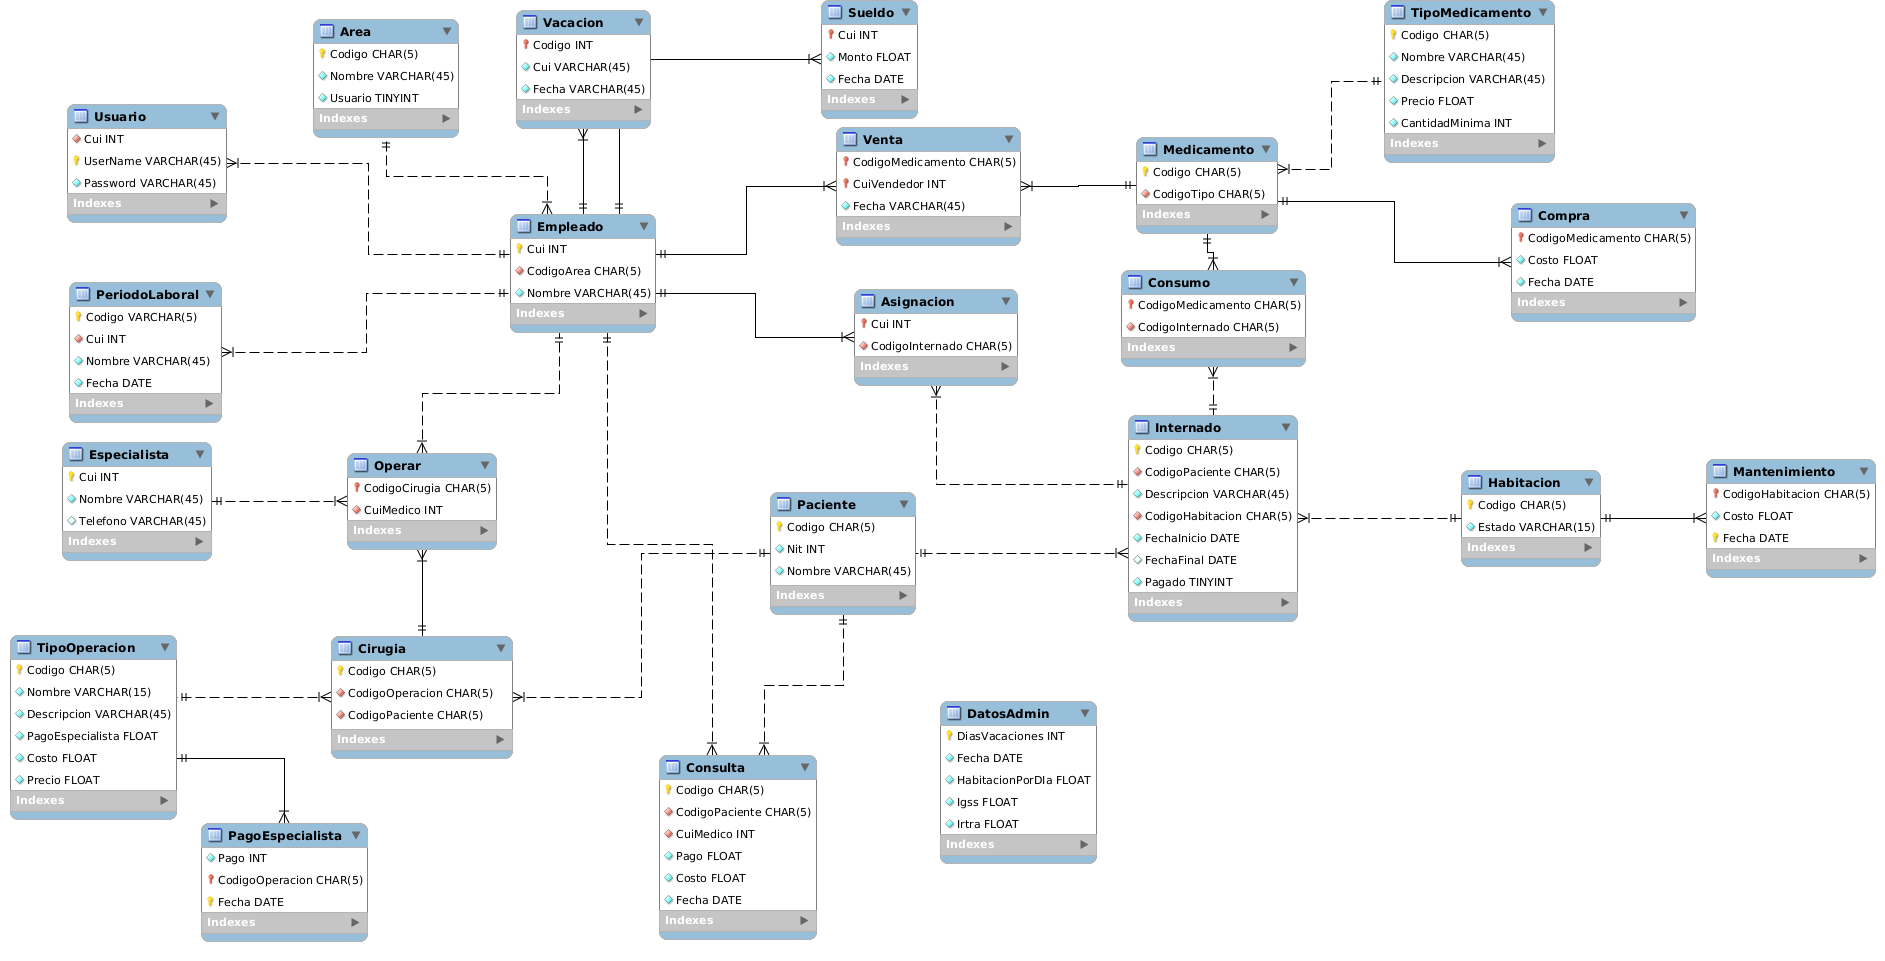 Area
Codigo CHAR(5)
Nombre VARCHAR(45)
Usuario TINYINT
Indexes
Vacacion
Codigo INT
Cui VARCHAR(45)
Fecha VARCHAR(45)
Indexes
Sueldo
Cui INT
Monto FLOAT
Fecha DATE
Indexes
TipoMedicamento
Codigo CHAR(5)
Nombre VARCHAR(45)
Descripcion VARCHAR(45)
Precio FLOAT
CantidadMinima INT
Indexes
Usuario
Cui INT
UserName VARCHAR(45)
Password VARCHAR(45)
Indexes
Venta
CodigoMedicamento CHAR(5)
CuiVendedor INT
Fecha VARCHAR(45)
Indexes
Medicamento
Codigo CHAR(5)
CodigoTipo CHAR(5)
Indexes
Compra
CodigoMedicamento CHAR(5)
Costo FLOAT
Fecha DATE
Indexes
Empleado
Cui INT
CodigoArea CHAR(5)
Nombre VARCHAR(45)
Indexes
PeriodoLaboral
Codigo VARCHAR(5)
Cui INT
Nombre VARCHAR(45)
Fecha DATE
Indexes
Asignacion
Cui INT
CodigoInternado CHAR(5)
Indexes
Consumo
CodigoMedicamento CHAR(5)
CodigoInternado CHAR(5)
Indexes
Especialista
Cui INT
Nombre VARCHAR(45)
Telefono VARCHAR(45)
Indexes
Operar
CodigoCirugia CHAR(5)
CuiMedico INT
Indexes
Paciente
Codigo CHAR(5)
Nit INT
Nombre VARCHAR(45)
Indexes
Internado
Codigo CHAR(5)
CodigoPaciente CHAR(5)
Descripcion VARCHAR(45)
CodigoHabitacion CHAR(5)
FechaInicio DATE
FechaFinal DATE
Pagado TINYINT
Indexes
Habitacion
Codigo CHAR(5)
Estado VARCHAR(15)
Indexes
Mantenimiento
CodigoHabitacion CHAR(5)
Costo FLOAT
Fecha DATE
Indexes
TipoOperacion
Codigo CHAR(5)
Nombre VARCHAR(15)
Descripcion VARCHAR(45)
PagoEspecialista FLOAT
Costo FLOAT
Precio FLOAT
Indexes
Cirugia
Codigo CHAR(5)
CodigoOperacion CHAR(5)
CodigoPaciente CHAR(5)
Indexes
DatosAdmin
DiasVacaciones INT
Fecha DATE
HabitacionPorDIa FLOAT
Igss FLOAT
Irtra FLOAT
Indexes
Consulta
Codigo CHAR(5)
CodigoPaciente CHAR(5)
CuiMedico INT
Pago FLOAT
Costo FLOAT
Fecha DATE
Indexes
PagoEspecialista
Pago INT
CodigoOperacion CHAR(5)
Fecha DATE
Indexes